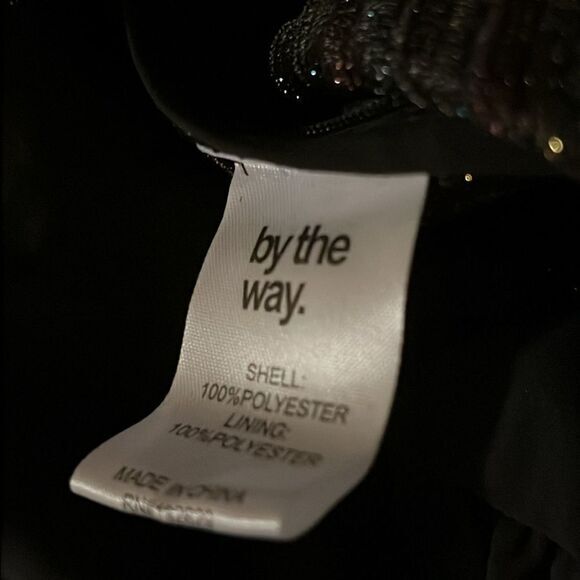 by the
way.
SHELL:
100%POLYESTER
LINING:
100%POLYESTER
MADE IN CHINA